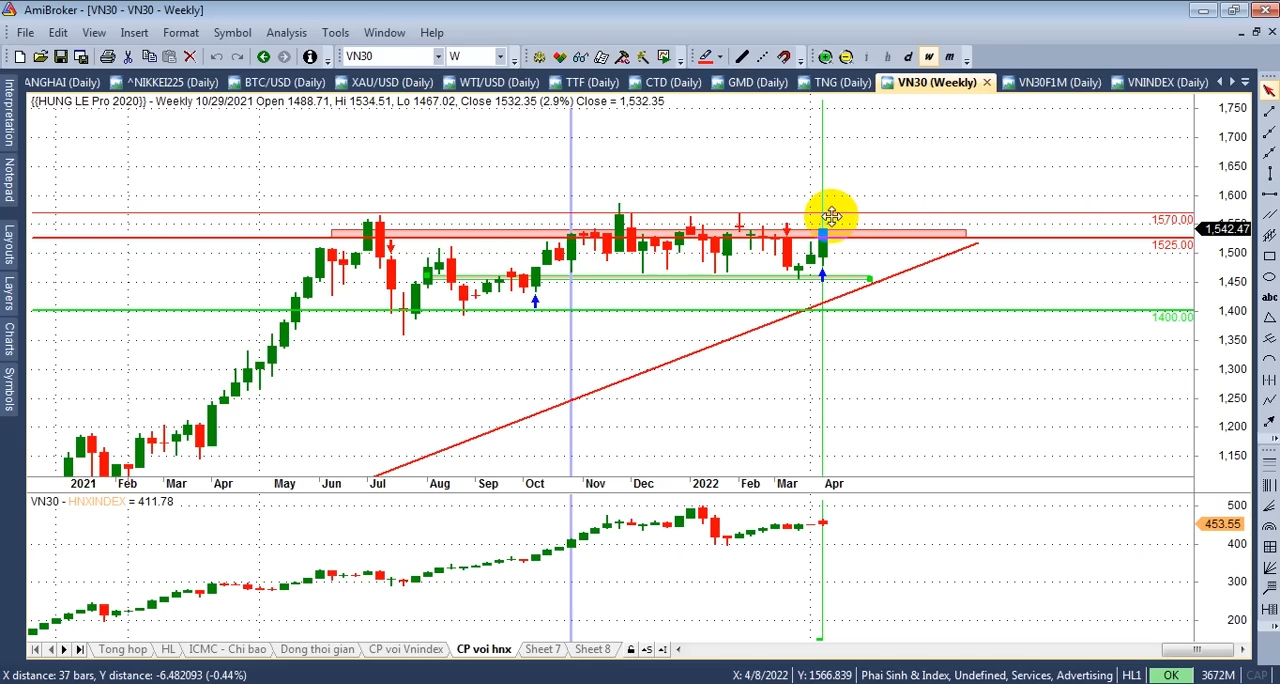 AmiBroker - [VN30 - VN30 - Weekly]
File Edit View Insert Format Symbol Analysis Tools Window Help
VN30 W i h d w m
ANGHAI (Daily) ^NIKKEI225 (Daily) BTC/USD (Daily) XAU/USD (Daily) WTI/USD (Daily) TTF (Daily) CTD (Daily) GMD (Daily) TNG (Daily) VN30 (Weekly) VN30F1M (Daily) VNINDEX (Daily)
{{HUNG LE Pro 2020}} - Weekly 10/29/2021 Open 1488.71, Hi 1534.51, Lo 1467.02, Close 1532.35 (2.9%) Close = 1,532.35
Interpretation
Notepad
Layouts
Layers
Charts
Symbols
1,750
1,700
1,650
1,600
1570.00
1,542.47
1525.00
1,500
1,450
1,400
1400.00
1,350
1,300
1,250
1,200
1,150
abc
2021 Feb Mar Apr May Jun Jul Aug Sep Oct Nov Dec 2022 Feb Mar Apr
VN30 - HNXINDEX = 411.78
500
453.55
400
300
200
Tong hop HL ICMC - Chi bao Dong thoi gian CP voi Vnindex CP voi hnx Sheet 7 Sheet 8
X distance: 37 bars, Y distance: -6.482093 (-0.44%) X: 4/8/2022 Y: 1566.839 Phai Sinh & Index, Undefined, Services, Advertising HL1 OK 3672M CAP